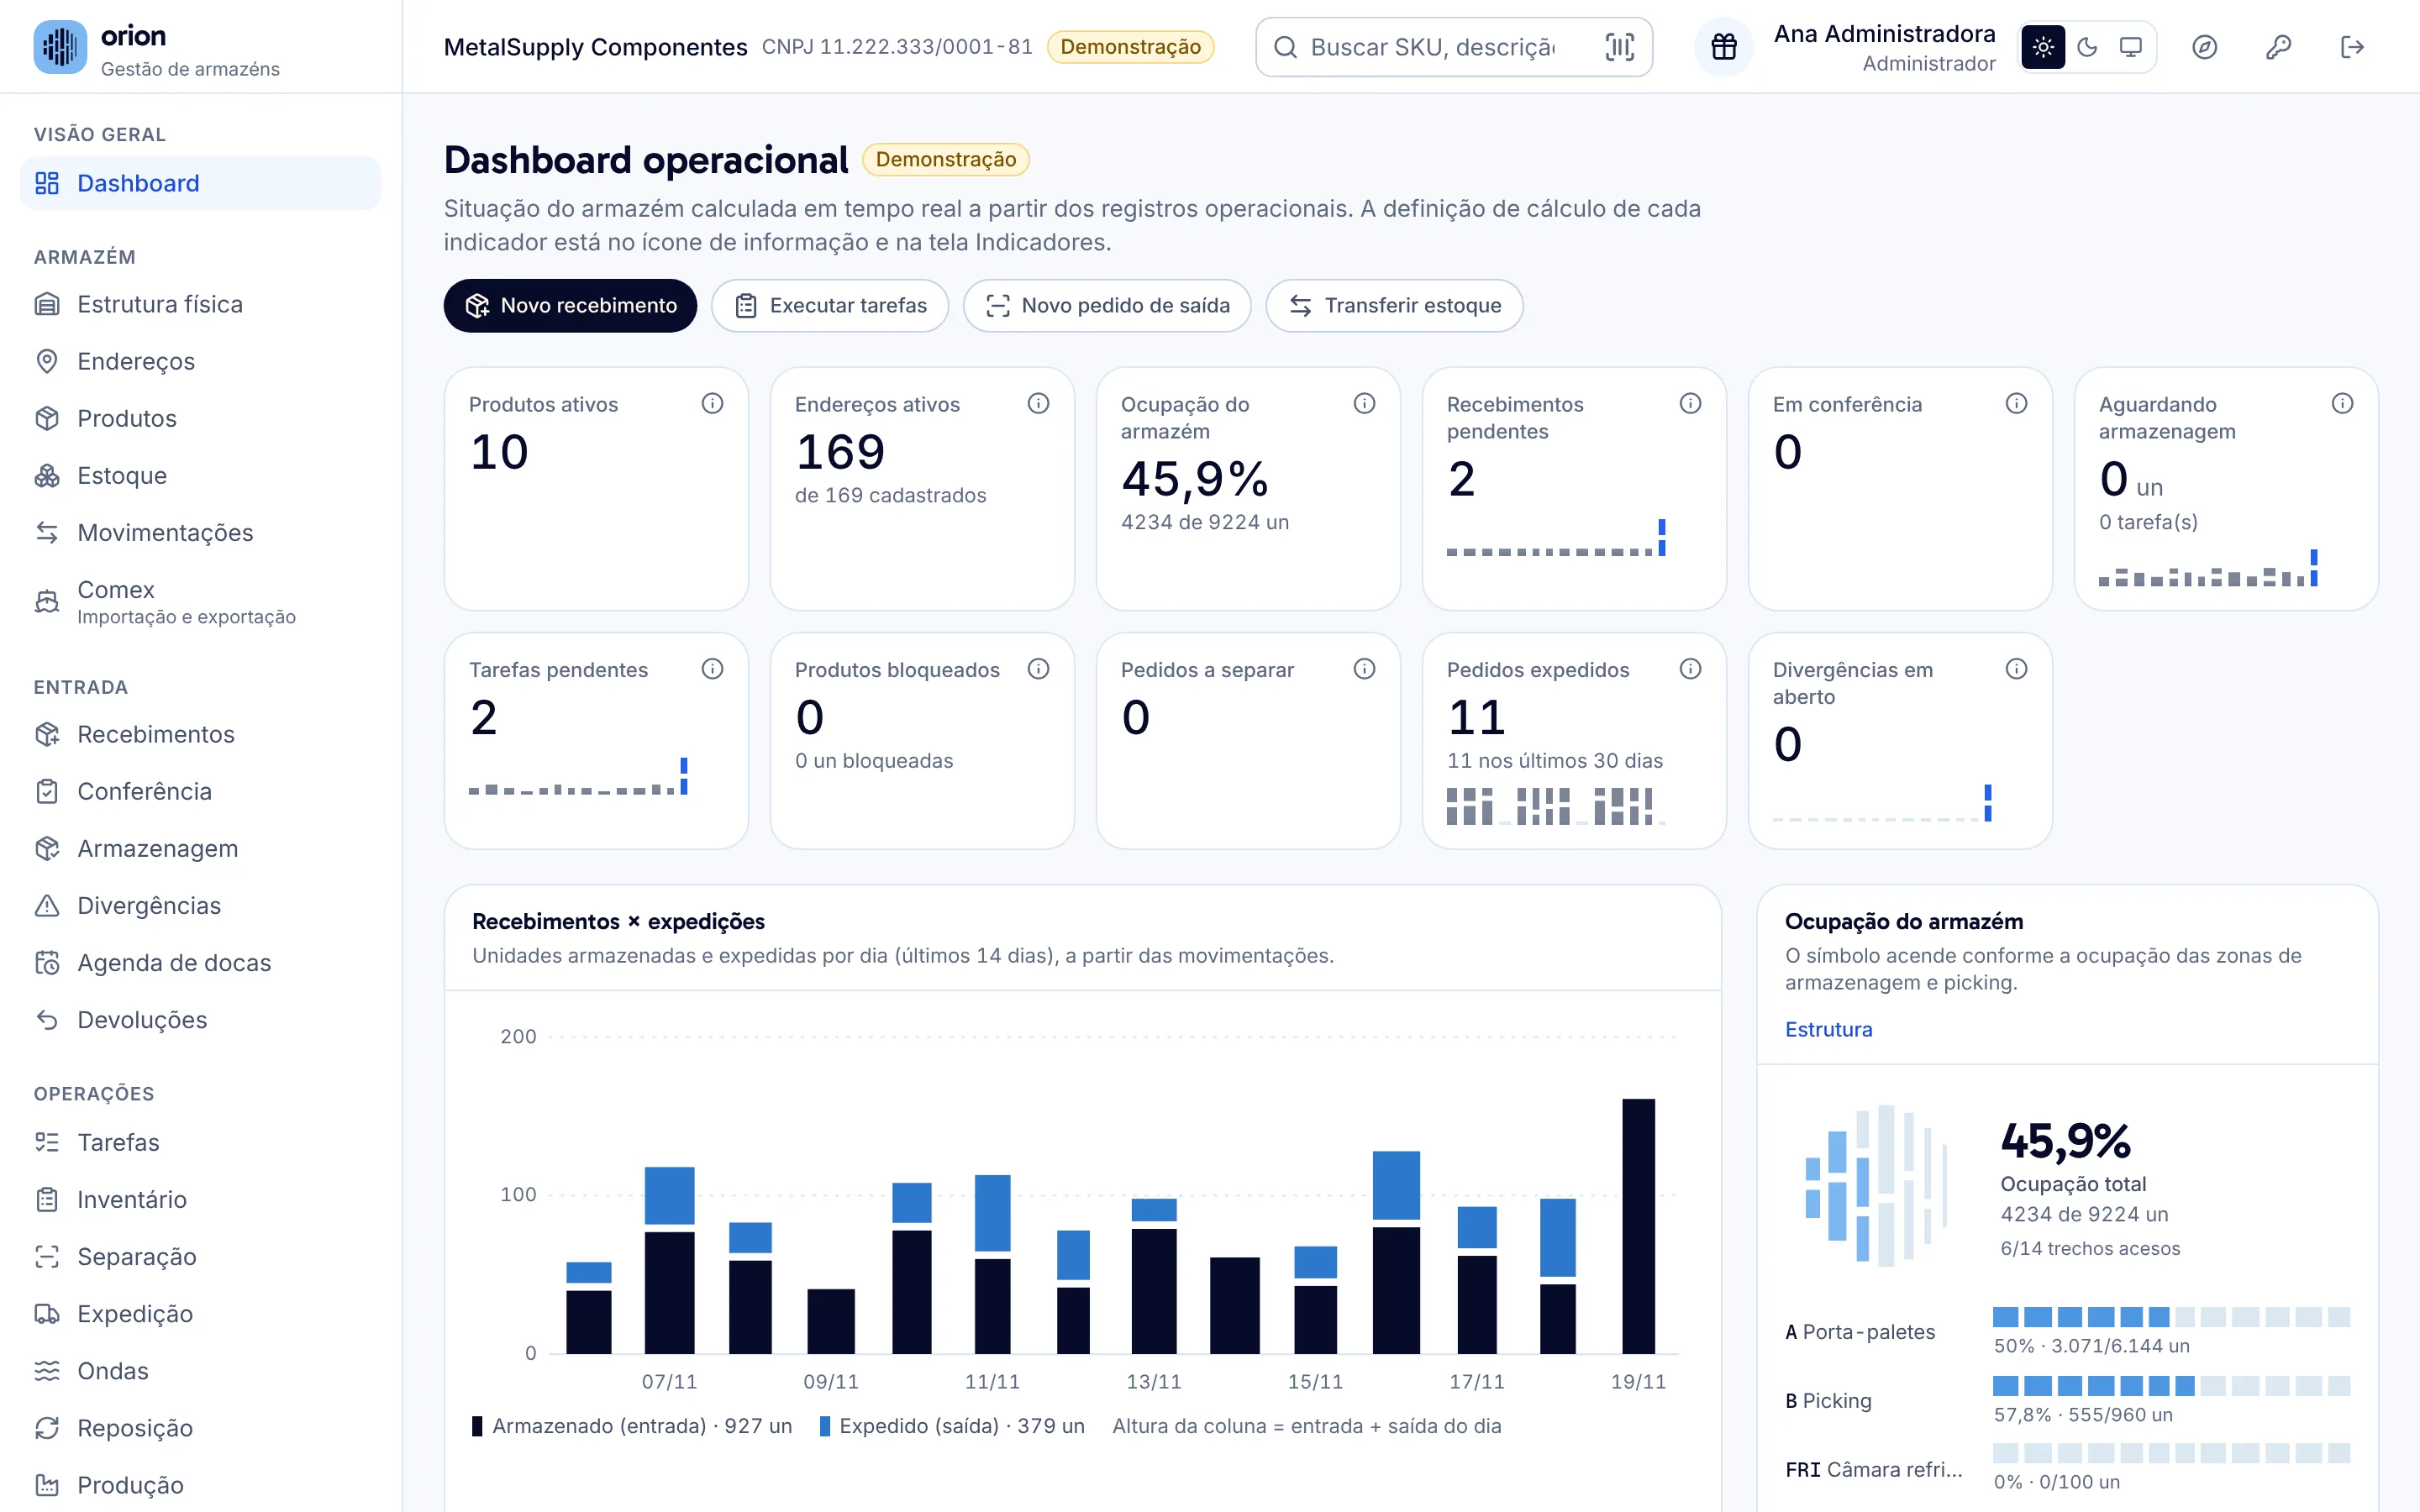 orion
Gestão de armazéns
MetalSupply Componentes CNPJ 11.222.333/0001-81 Demonstração
Buscar SKU, descriçã
Ana Administradora
Administrador
VISÃO GERAL
Dashboard
ARMAZÉM
Estrutura física
Endereços
Produtos
Estoque
Movimentações
Comex
Importação e exportação
ENTRADA
Recebimentos
Conferência
Armazenagem
Divergências
Agenda de docas
Devoluções
OPERAÇÕES
Tarefas
Inventário
Separação
Expedição
Ondas
Reposição
Produção
Dashboard operacional Demonstração
Situação do armazém calculada em tempo real a partir dos registros operacionais. A definição de cálculo de cada
indicador está no ícone de informação e na tela Indicadores.
Novo recebimento Executar tarefas Novo pedido de saída Transferir estoque
Produtos ativos
10
Endereços ativos
169
de 169 cadastrados
Ocupação do
armazém
45,9%
4234 de 9224 un
Recebimentos
pendentes
2
Em conferência
0
Aguardando
armazenagem
0 un
0 tarefa(s)
Tarefas pendentes
2
Produtos bloqueados
0
0 un bloqueadas
Pedidos a separar
0
Pedidos expedidos
11
11 nos últimos 30 dias
Divergências em
aberto
0
Recebimentos × expedições
Unidades armazenadas e expedidas por dia (últimos 14 dias), a partir das movimentações.
200
100
0
07/11 09/11 11/11 13/11 15/11 17/11 19/11
Armazenado (entrada) · 927 un Expedido (saída) · 379 un Altura da coluna = entrada + saída do dia
Ocupação do armazém
O símbolo acende conforme a ocupação das zonas de
armazenagem e picking.
Estrutura
45,9%
Ocupação total
4234 de 9224 un
6/14 trechos acesos
A Porta-paletes
50% · 3.071/6.144 un
B Picking
57,8% · 555/960 un
FRI Câmara refri...
0% · 0/100 un